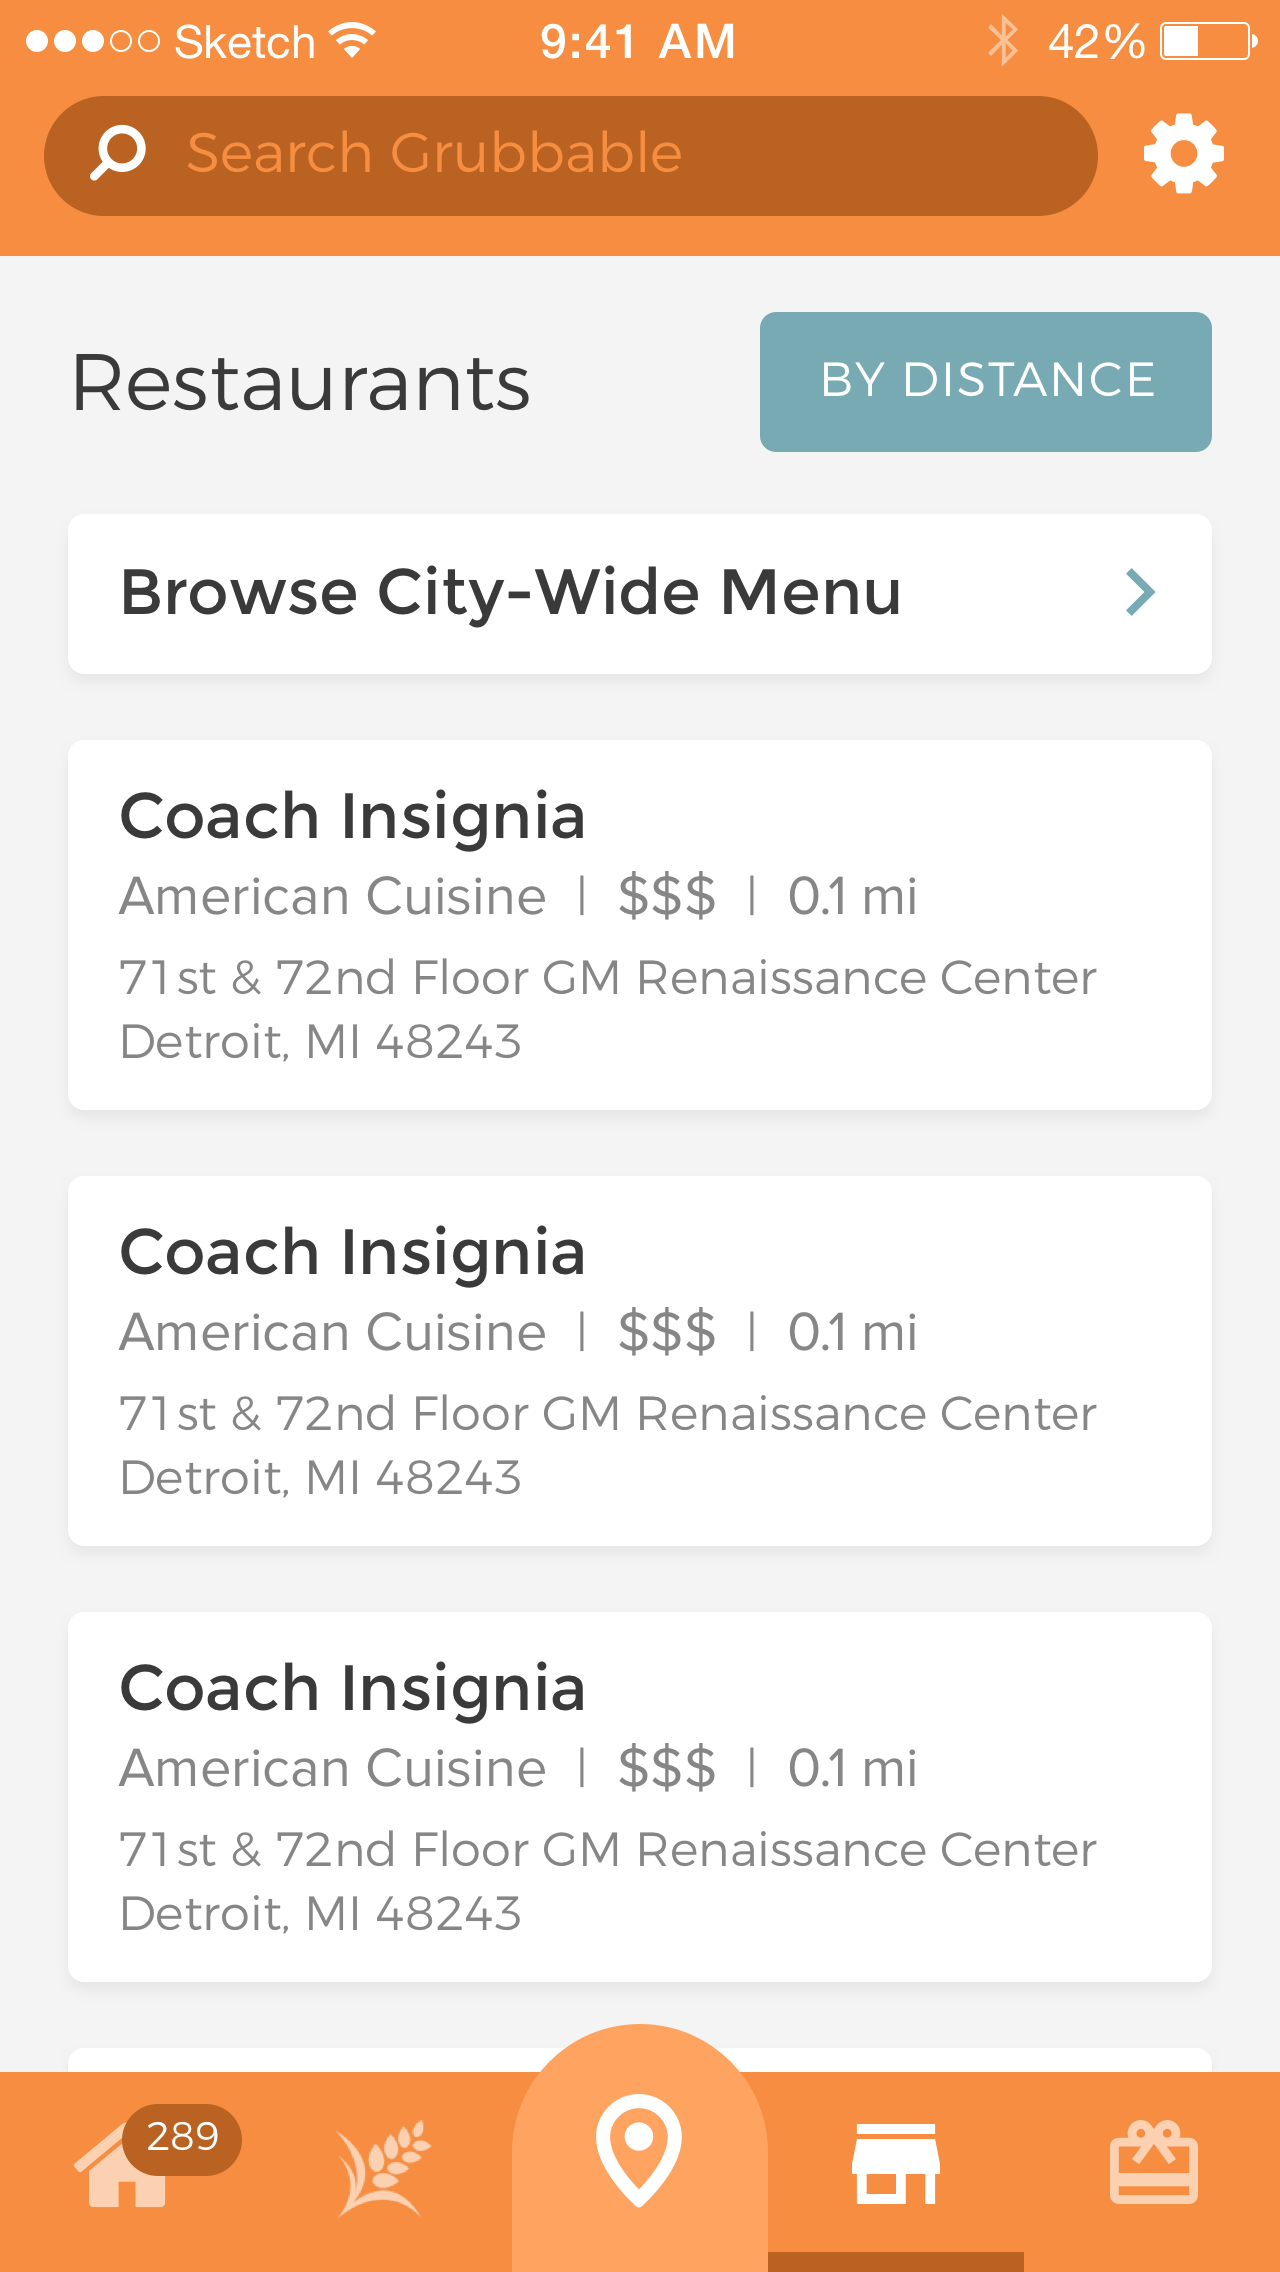 Sketch 9:41 AM 42%
Search Grubbable
Restaurants BY DISTANCE
Browse City-Wide Menu
Coach Insignia
American Cuisine | $$$ | 0.1 mi
71st & 72nd Floor GM Renaissance Center
Detroit, MI 48243
Coach Insignia
American Cuisine | $$$ | 0.1 mi
71st & 72nd Floor GM Renaissance Center
Detroit, MI 48243
Coach Insignia
American Cuisine | $$$ | 0.1 mi
71st & 72nd Floor GM Renaissance Center
Detroit, MI 48243
289